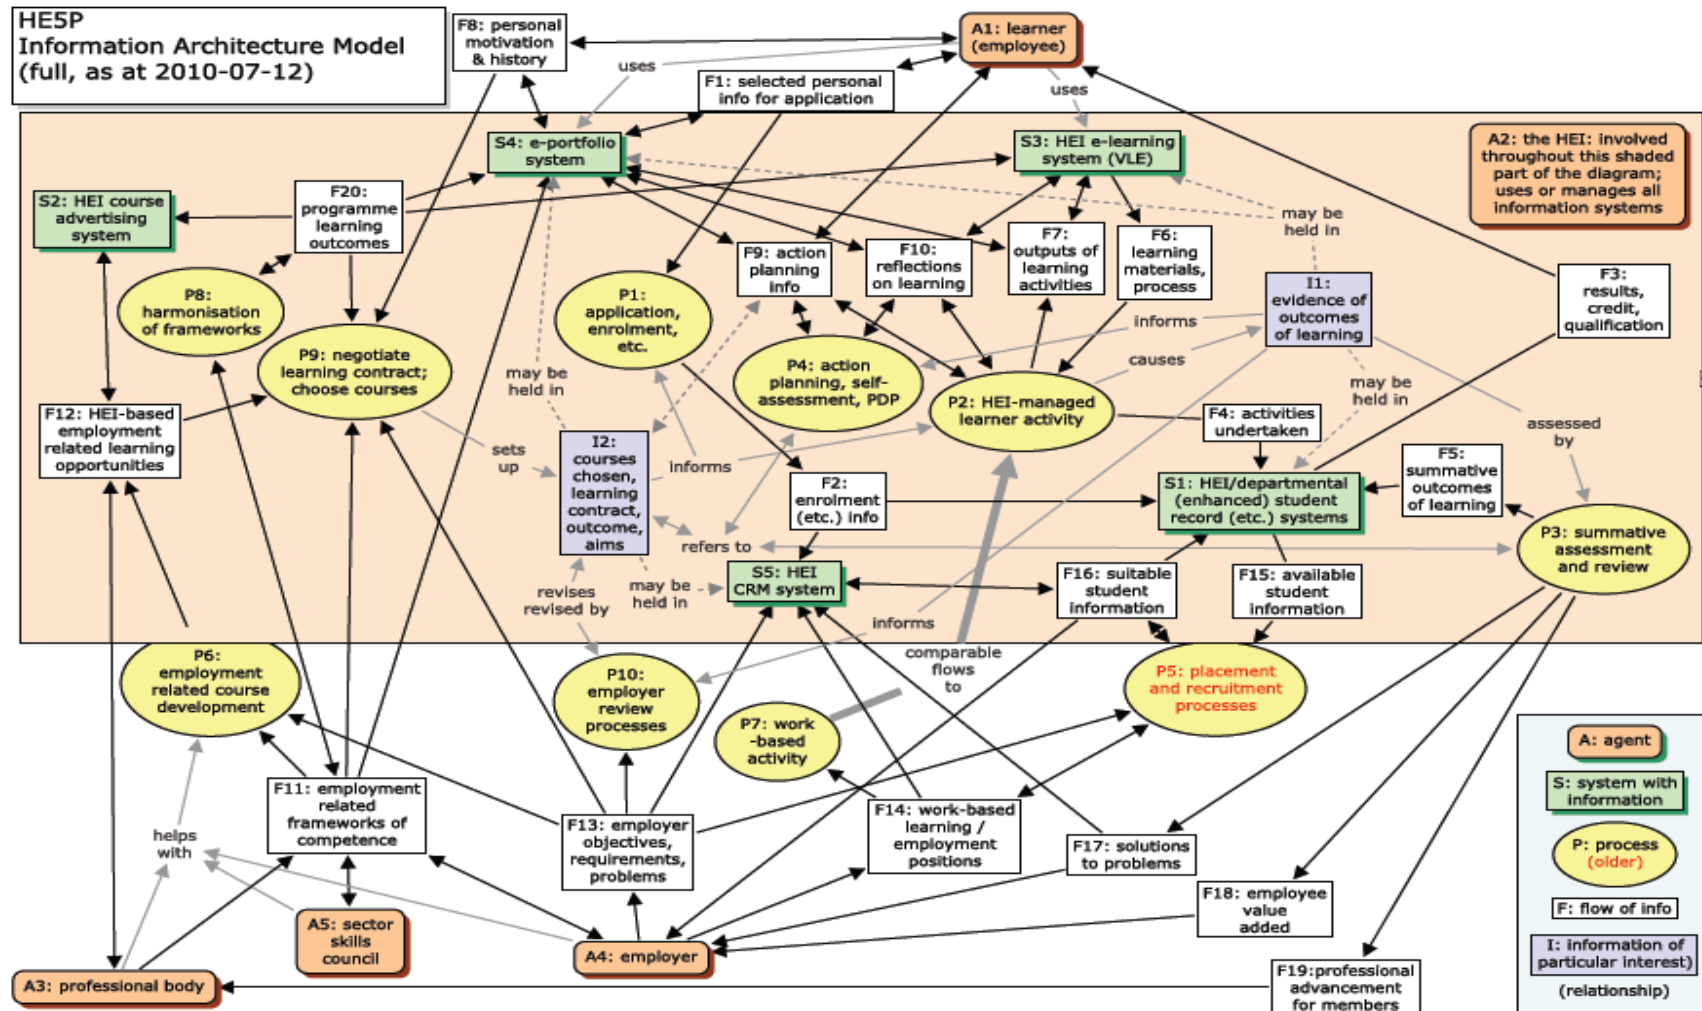 HE5P
Information Architecture Model
(full, as at 2010-07-12)
F8: personal
motivation
& history
A1: learner
(employee)
uses
F1: selected personal
info for application
uses
S4: e-portfolio
system
S3: HEI e-learning
system (VLE)
A2: the HEI: involved
throughout this shaded
part of the diagram;
uses or manages all
information systems
S2: HEI course
advertising
system
F20:
programme
learning
outcomes
may be
held in
F9: action
planning
info
F10:
reflections
on learning
F7:
outputs of
learning
activities
F6:
learning
materials,
process
F3:
results,
credit,
qualification
P8:
harmonisation
of frameworks
P1:
application,
enrolment,
etc.
I1:
evidence of
outcomes
of learning
informs
P9: negotiate
learning contract;
choose courses
P4: action
planning, self-
assessment, PDP
causes
P2: HEI-managed
learner activity
may be
held in
may be
held in
F12: HEI-based
employment
related learning
opportunities
F4: activities
undertaken
assessed
by
sets
up
I2:
courses
chosen,
learning
contract,
outcome,
aims
informs
F5:
summative
outcomes
of learning
F2:
enrolment
(etc.) info
S1: HEI/departmental
(enhanced) student
record (etc.) systems
refers to
P3: summative
assessment
and review
revises
revised by
may be
held in
S5: HEI
CRM system
F16: suitable
student
information
F15: available
student
information
informs
P6:
employment
related course
development
P10:
employer
review
processes
comparable
flows
to
P5: placement
and recruitment
processes
P7: work
-based
activity
A: agent
S: system with
information
P: process
(older)
F: flow of info
I: information of
particular interest)
(relationship)
F11: employment
related
frameworks of
competence
helps
with
F13: employer
objectives,
requirements,
problems
F14: work-based
learning /
employment
positions
F17: solutions
to problems
F18: employee
value
added
A5: sector
skills
council
A4: employer
A3: professional body
F19:professional
advancement
for members